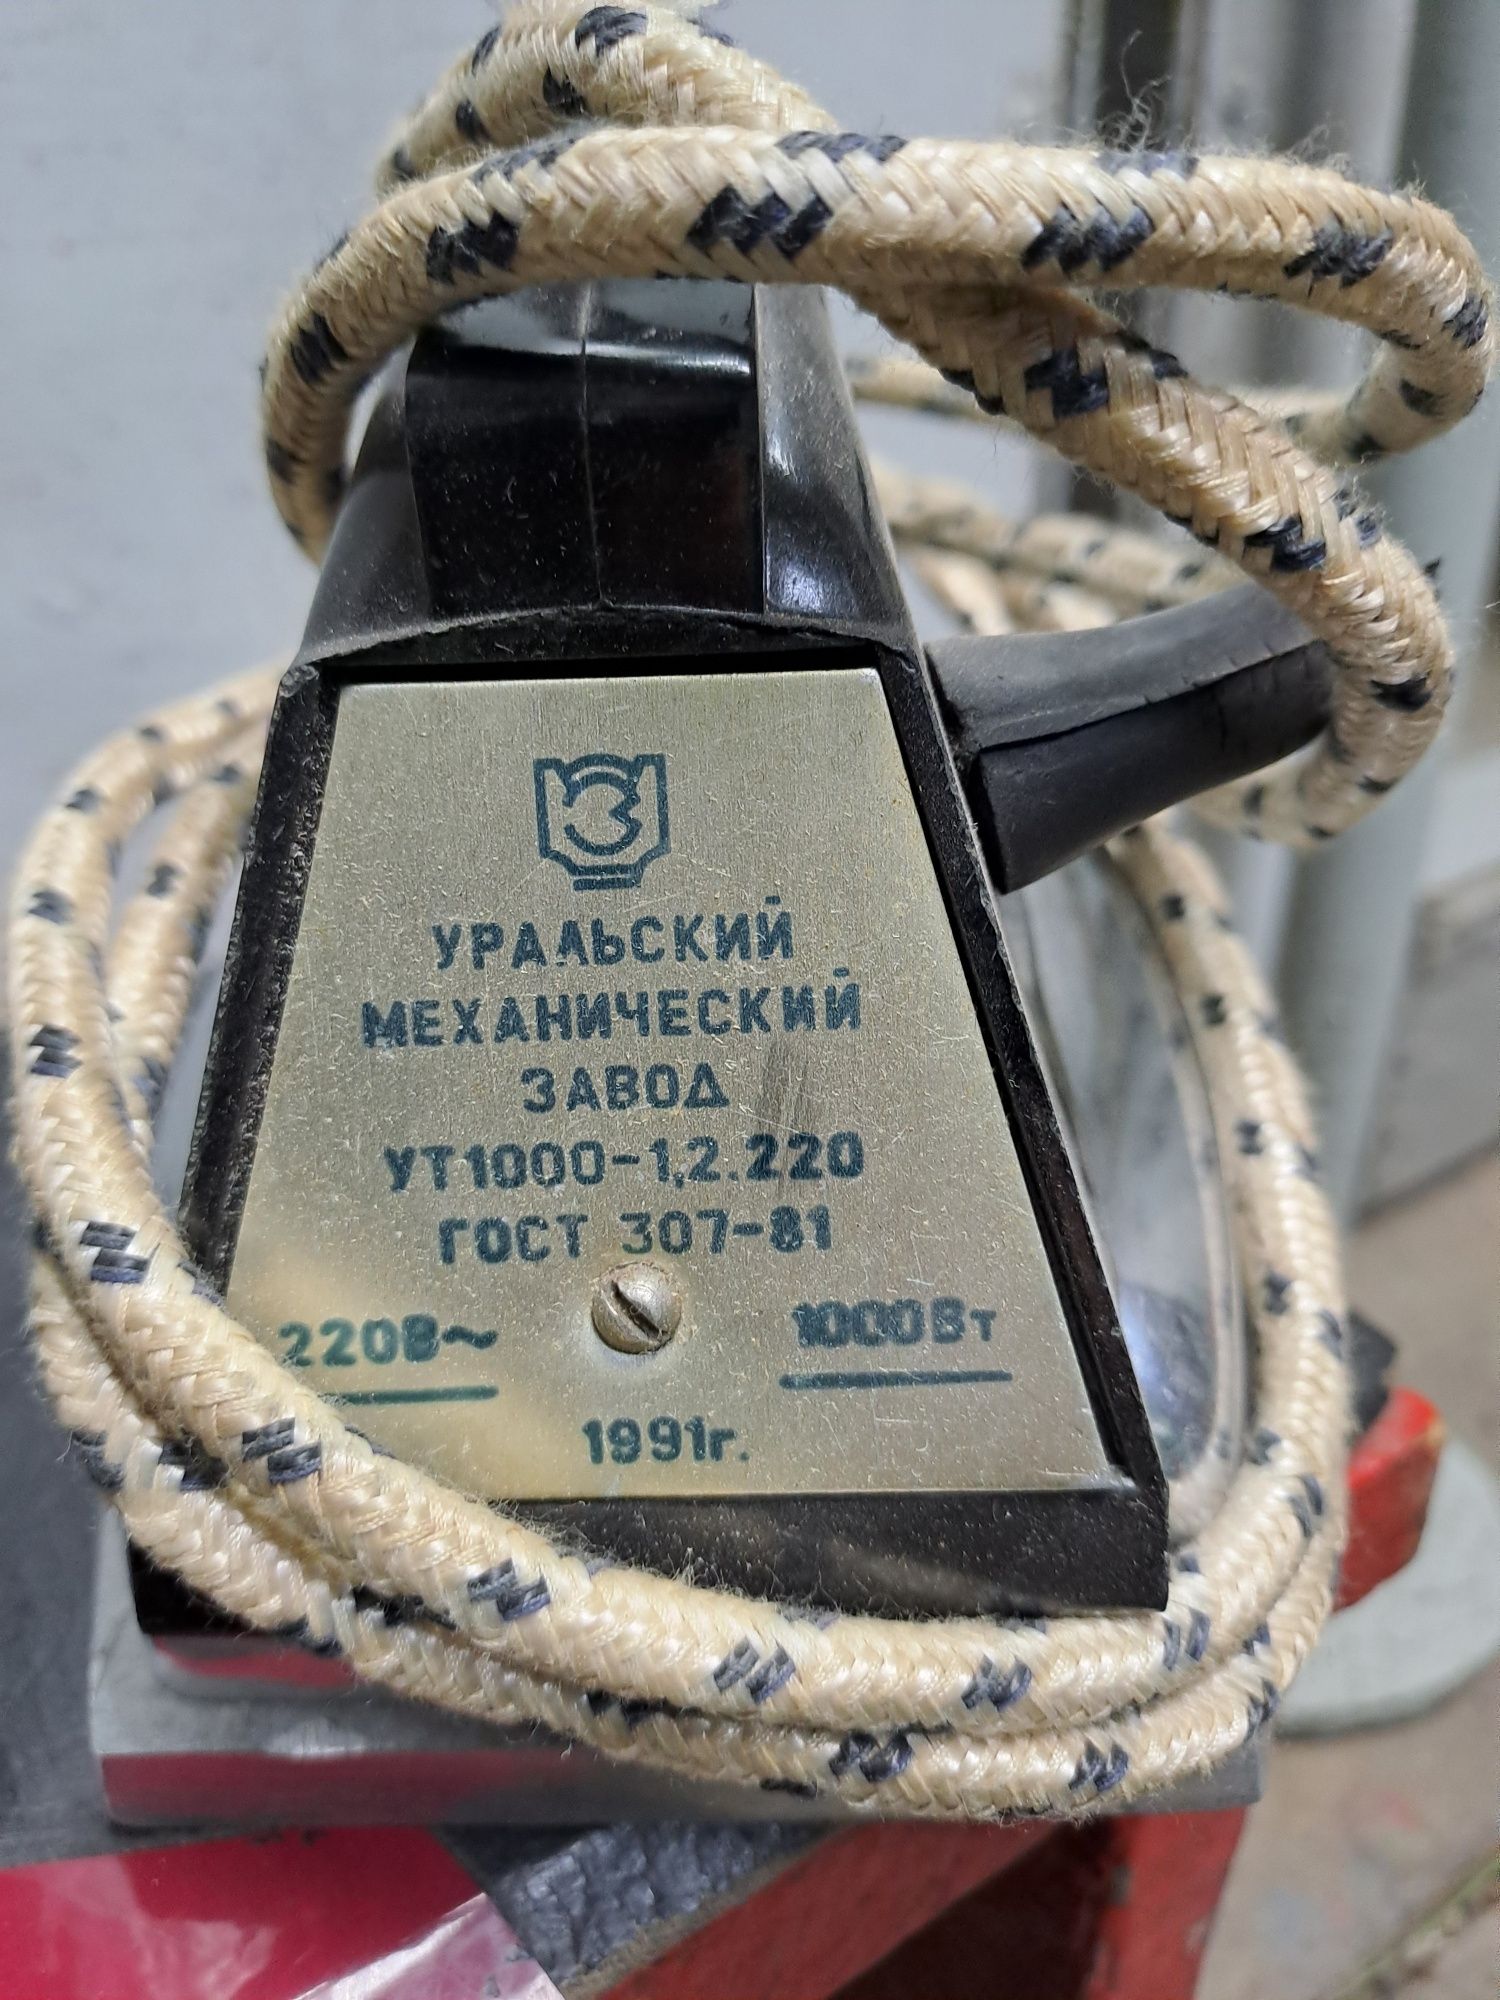 УРАЛЬСКИЙ
МЕХАНИЧЕСКИЙ
ЗАВОД
УТ1000-1,2.220
ГОСТ 307-81
220В~ 1000Вт
1991г.